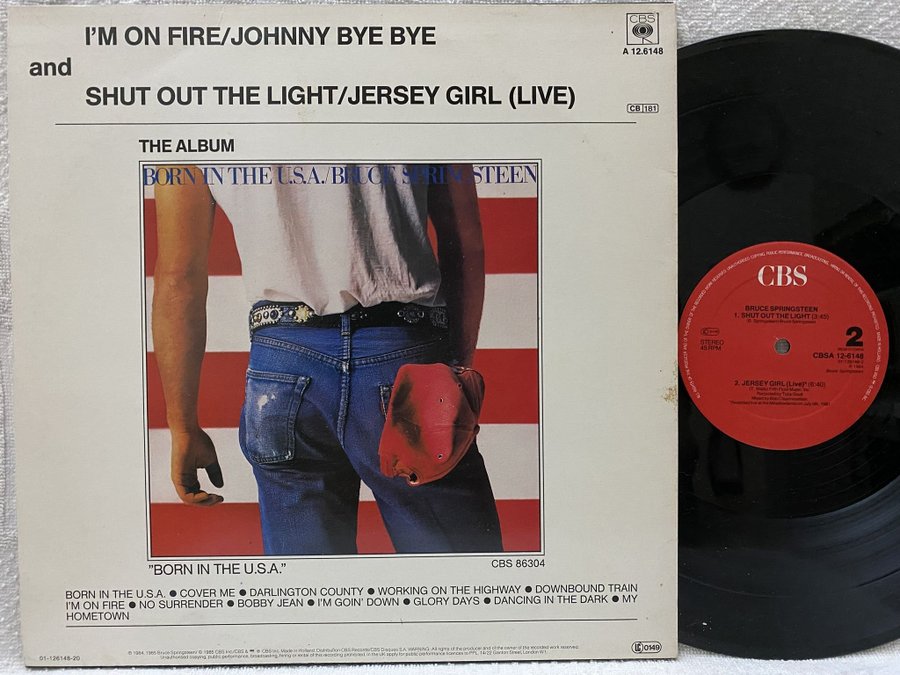 I'M ON FIRE/JOHNNY BYE BYE
and
SHUT OUT THE LIGHT/JERSEY GIRL (LIVE)
CBS
A 12.6148
CB 181
THE ALBUM
BORN IN THE U.S.A./BRUCE SPRINGSTEEN
"BORN IN THE U.S.A."
CBS 86304
BORN IN THE U.S.A. ● COVER ME ● DARLINGTON COUNTY ● WORKING ON THE HIGHWAY ● DOWNBOUND TRAIN
I'M ON FIRE ● NO SURRENDER ● BOBBY JEAN ● I'M GOIN' DOWN ● GLORY DAYS ● DANCING IN THE DARK ● MY
HOMETOWN
01-126148-20
0149
CBS
BRUCE SPRINGSTEEN
1. SHUT OUT THE LIGHT (3:45)
STEREO
45 RPM
2
CBSA 12-6148
2. JERSEY GIRL (Live)* (6:40)